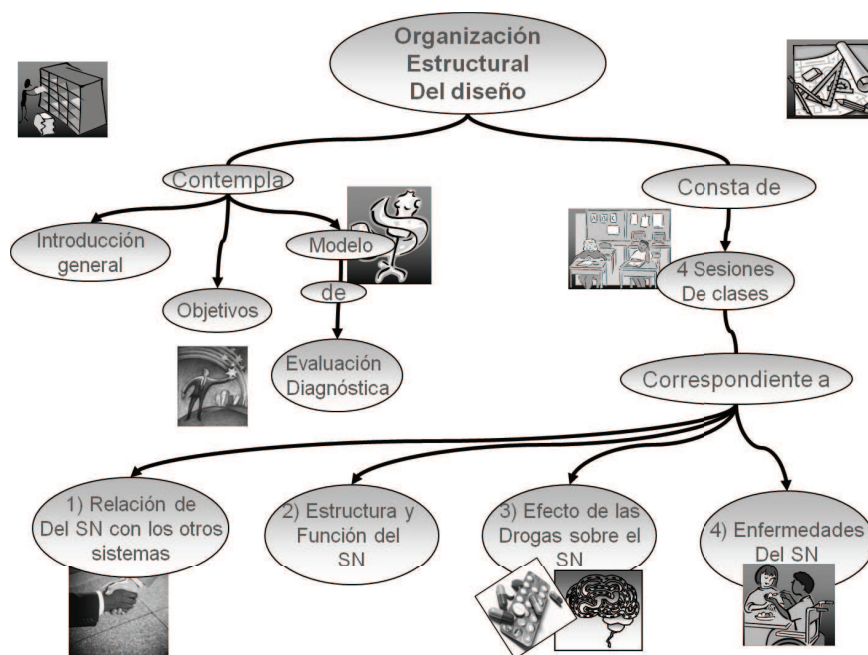 Organización
Estructural
Del diseño
Contempla
Consta de
Introducción
general
Modelo
Objetivos
de
4 Sesiones
De clases
Evaluación
Diagnóstica
Correspondiente a
1) Relación de
Del SN con los otros
sistemas
2) Estructura y
Función del
SN
3) Efecto de las
Drogas sobre el
SN
4) Enfermedades
Del SN